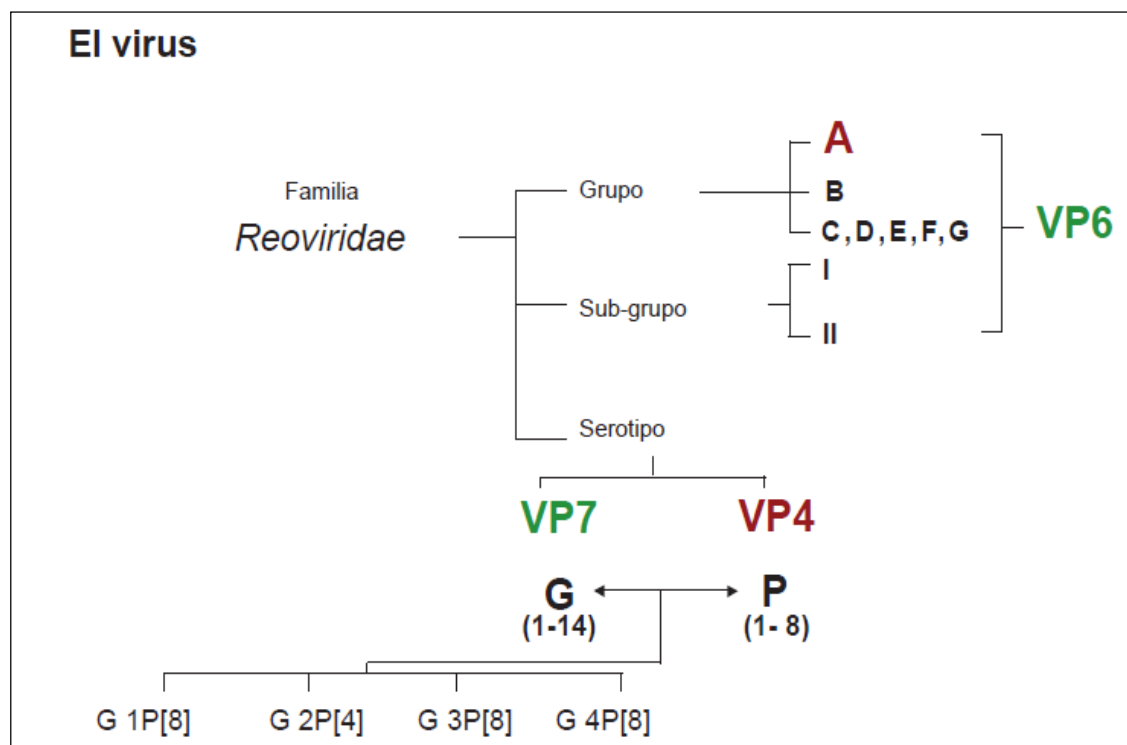 El virus
Familia
Reoviridae
Grupo
A
B
C, D, E, F, G
VP6
Sub-grupo
I
II
Serotipo
VP7
VP4
G
(1-14)
P
(1- 8)
G 1P[8]
G 2P[4]
G 3P[8]
G 4P[8]